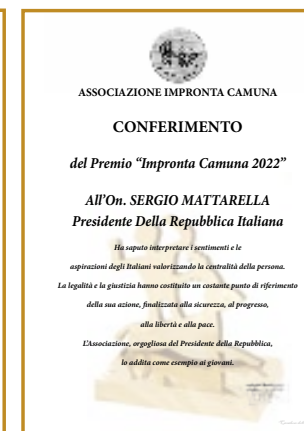 ASSOCIAZIONE IMPRONTA CAMUNA
CONFERIMENTO
del Premio “Impronta Camuna 2022”
All’On. SERGIO MATTARELLA
Presidente Della Repubblica Italiana
Ha saputo interpretare i sentimenti e le
aspirazioni degli Italiani valorizzando la centralità della persona.
La legalità e la giustizia hanno costituito un costante punto di riferimento
della sua azione, finalizzata alla sicurezza, al progresso,
alla libertà e alla pace.
L’Associazione, orgogliosa del Presidente della Repubblica,
lo addita come esempio ai giovani.